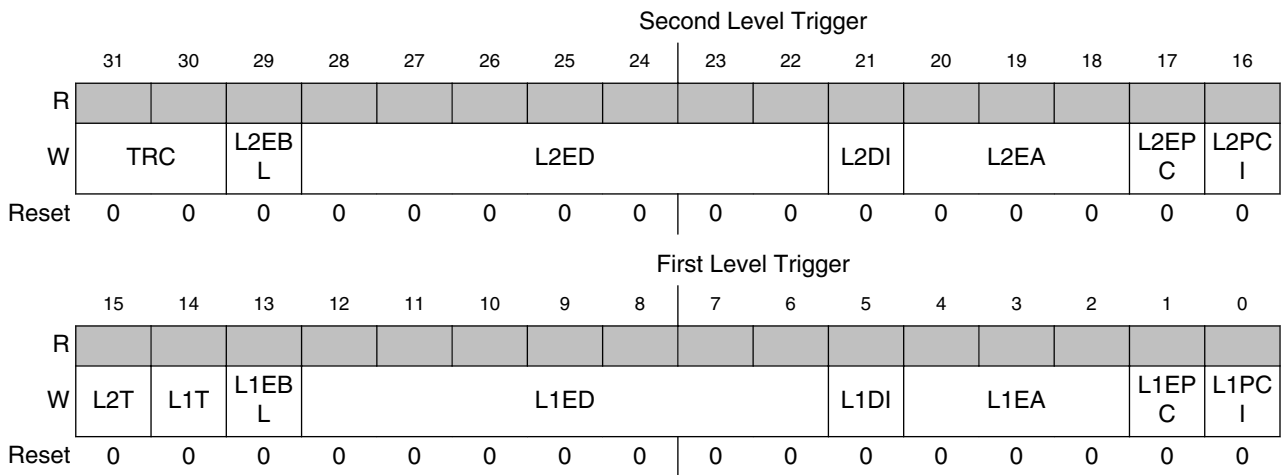 Second Level Trigger
31 30 29 28 27 26 25 24 23 22 21 20 19 18 17 16
R
W TRC L2EB L L2ED L2DI L2EA L2EP C L2PC I
Reset 0 0 0 0 0 0 0 0 0 0 0 0 0 0 0 0
First Level Trigger
15 14 13 12 11 10 9 8 7 6 5 4 3 2 1 0
R
W L2T L1T L1EB L L1ED L1DI L1EA L1EP C L1PC I
Reset 0 0 0 0 0 0 0 0 0 0 0 0 0 0 0 0